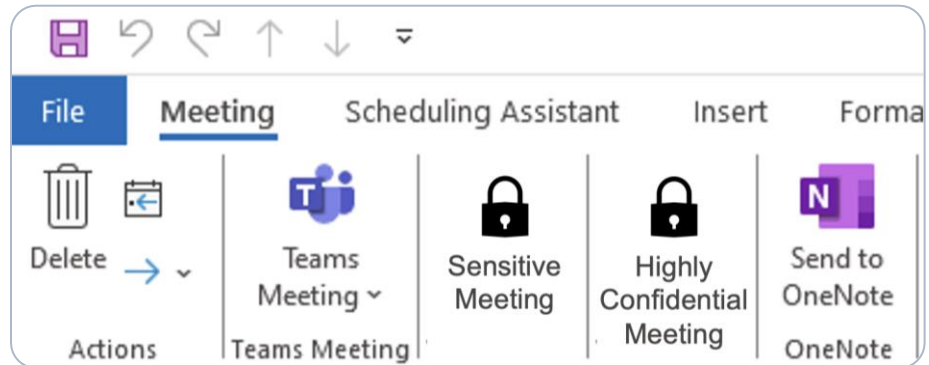 File Meeting Scheduling Assistant Insert Forma
Delete
Teams
Meeting
Sensitive
Meeting
Highly
Confidential
Meeting
Send to
OneNote
Actions Teams Meeting OneNote